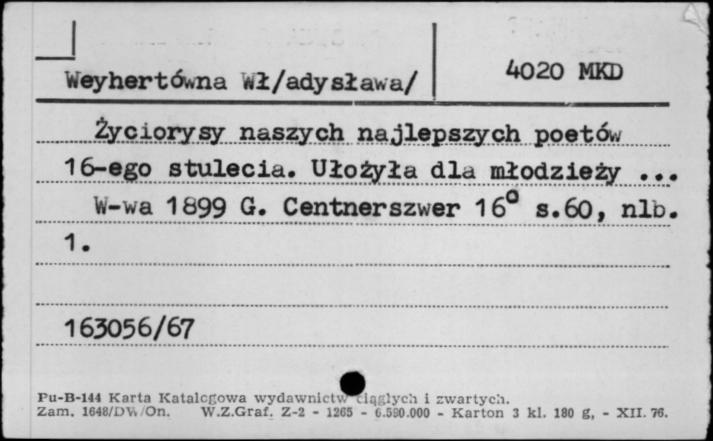 Weyhertówna Wł/adysława/
4020 MKD
Życiorysy naszych najlepszych poetów
16-ego stulecia. Ułożyła dla młodzieży ...
W-wa 1899 G. Centnerszwer 16° s.60, nlb.
1.
163056/67
Pu-B-144 Karta Katalogowa wydawnictw ciągłych i zwartych.
Zam. 1648/DW/On. W.Z.Graf. Z-2 - 1265 - 6.590.000 - Karton 3 kl. 180 g, - XII. 76.